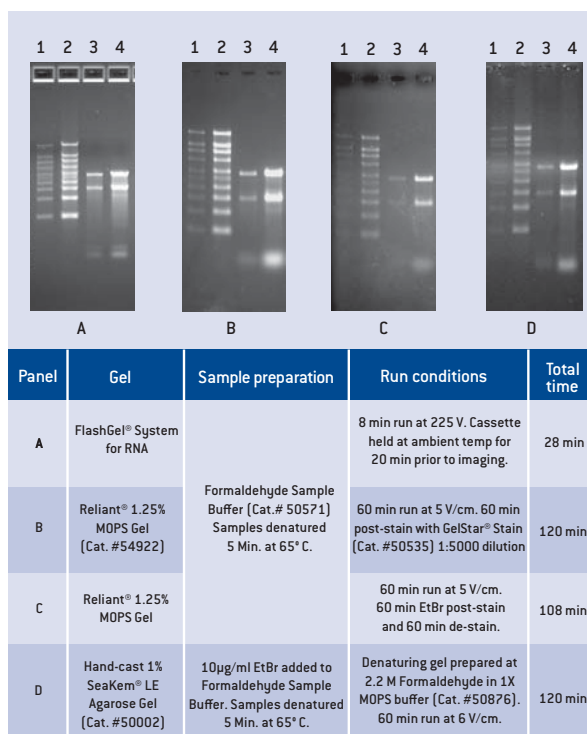 1 2 3 4 1 2 3 4 1 2 3 4 1 2 3 4
A B C D
Panel Gel Sample preparation Run conditions Total
time
A
FlashGel® System
for RNA
Formaldehyde Sample
Buffer (Cat.# 50571)
Samples denatured
5 Min. at 65° C.
8 min run at 225 V. Cassette
held at ambient temp for
20 min prior to imaging.
28 min
B
Reliant® 1.25%
MOPS Gel
(Cat. #54922)
60 min run at 5 V/cm. 60 min
post-stain with GelStar® Stain
(Cat. #50535) 1:5000 dilution
120 min
C
Reliant® 1.25%
MOPS Gel
60 min run at 5 V/cm.
60 min EtBr post-stain
and 60 min de-stain.
108 min
D
Hand-cast 1%
SeaKem® LE
Agarose Gel
(Cat. #50002)
10µg/ml EtBr added to
Formaldehyde Sample
Buffer. Samples denatured
5 Min. at 65° C.
Denaturing gel prepared at
2.2 M Formaldehyde in 1X
MOPS buffer (Cat. #50876).
60 min run at 6 V/cm.
120 min